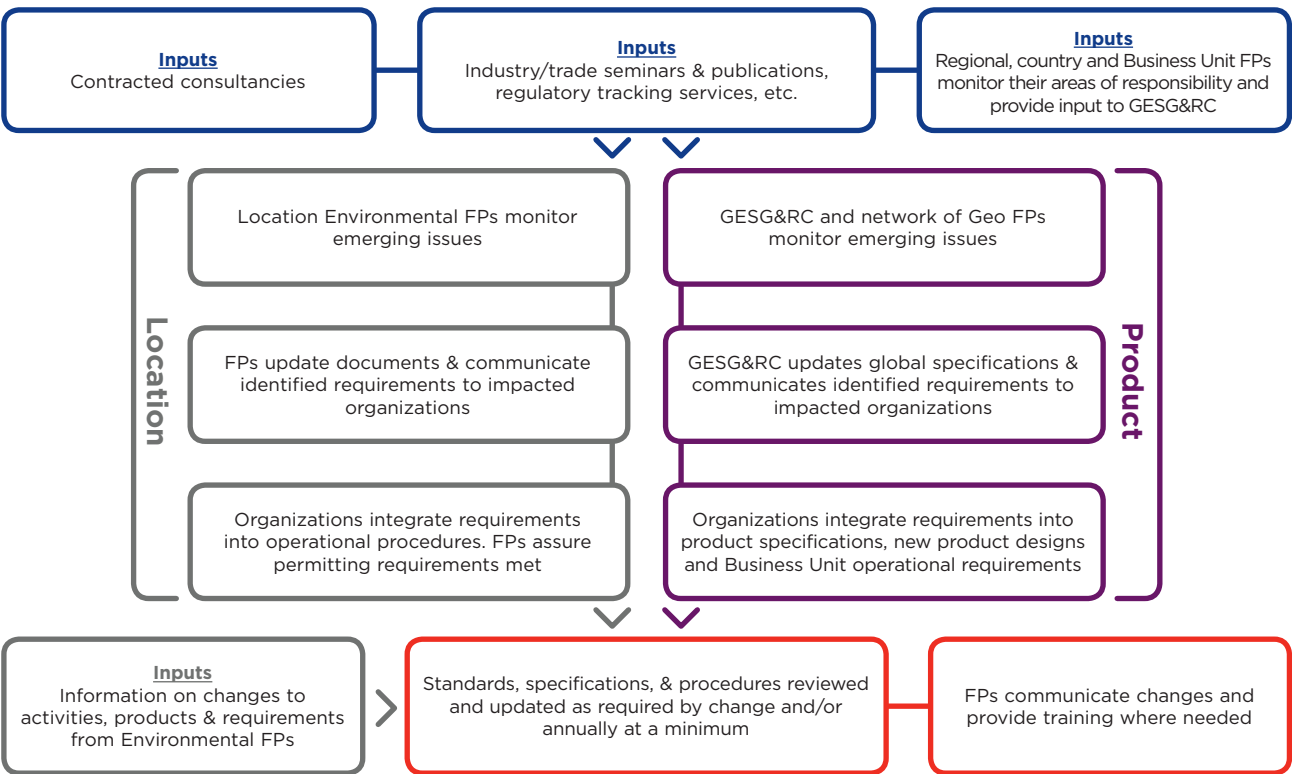 Inputs
Contracted consultancies
Inputs
Industry/trade seminars & publications,
regulatory tracking services, etc.
Inputs
Regional, country and Business Unit FPs
monitor their areas of responsibility and
provide input to GESG&RC
Location
Location Environmental FPs monitor
emerging issues
FPs update documents & communicate
identified requirements to impacted
organizations
Organizations integrate requirements
into operational procedures. FPs assure
permitting requirements met
Product
GESG&RC and network of Geo FPs
monitor emerging issues
GESG&RC updates global specifications &
communicates identified requirements to
impacted organizations
Organizations integrate requirements into
product specifications, new product designs
and Business Unit operational requirements
Inputs
Information on changes to
activities, products & requirements
from Environmental FPs
Standards, specifications, & procedures reviewed
and updated as required by change and/or
annually at a minimum
FPs communicate changes and
provide training where needed